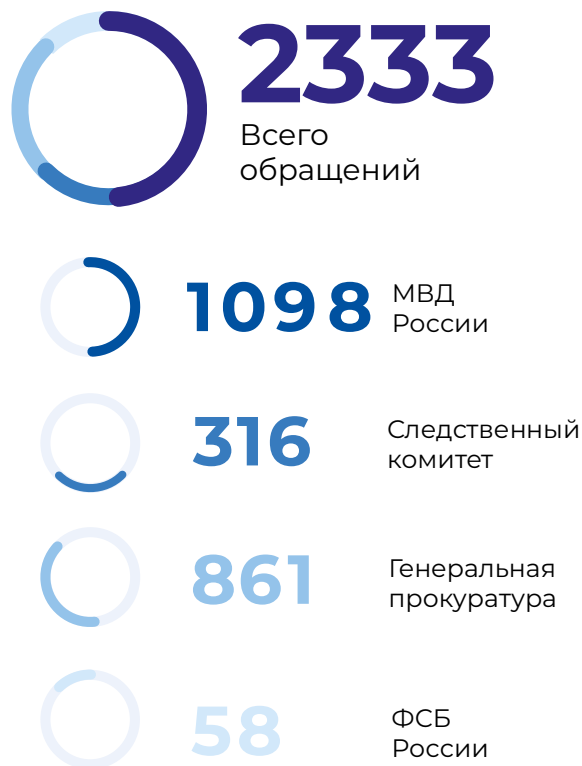 2333
Всего
обращений
1098
МВД
России
316
Следственный
комитет
861
Генеральная
прокуратура
58
ФСБ
России